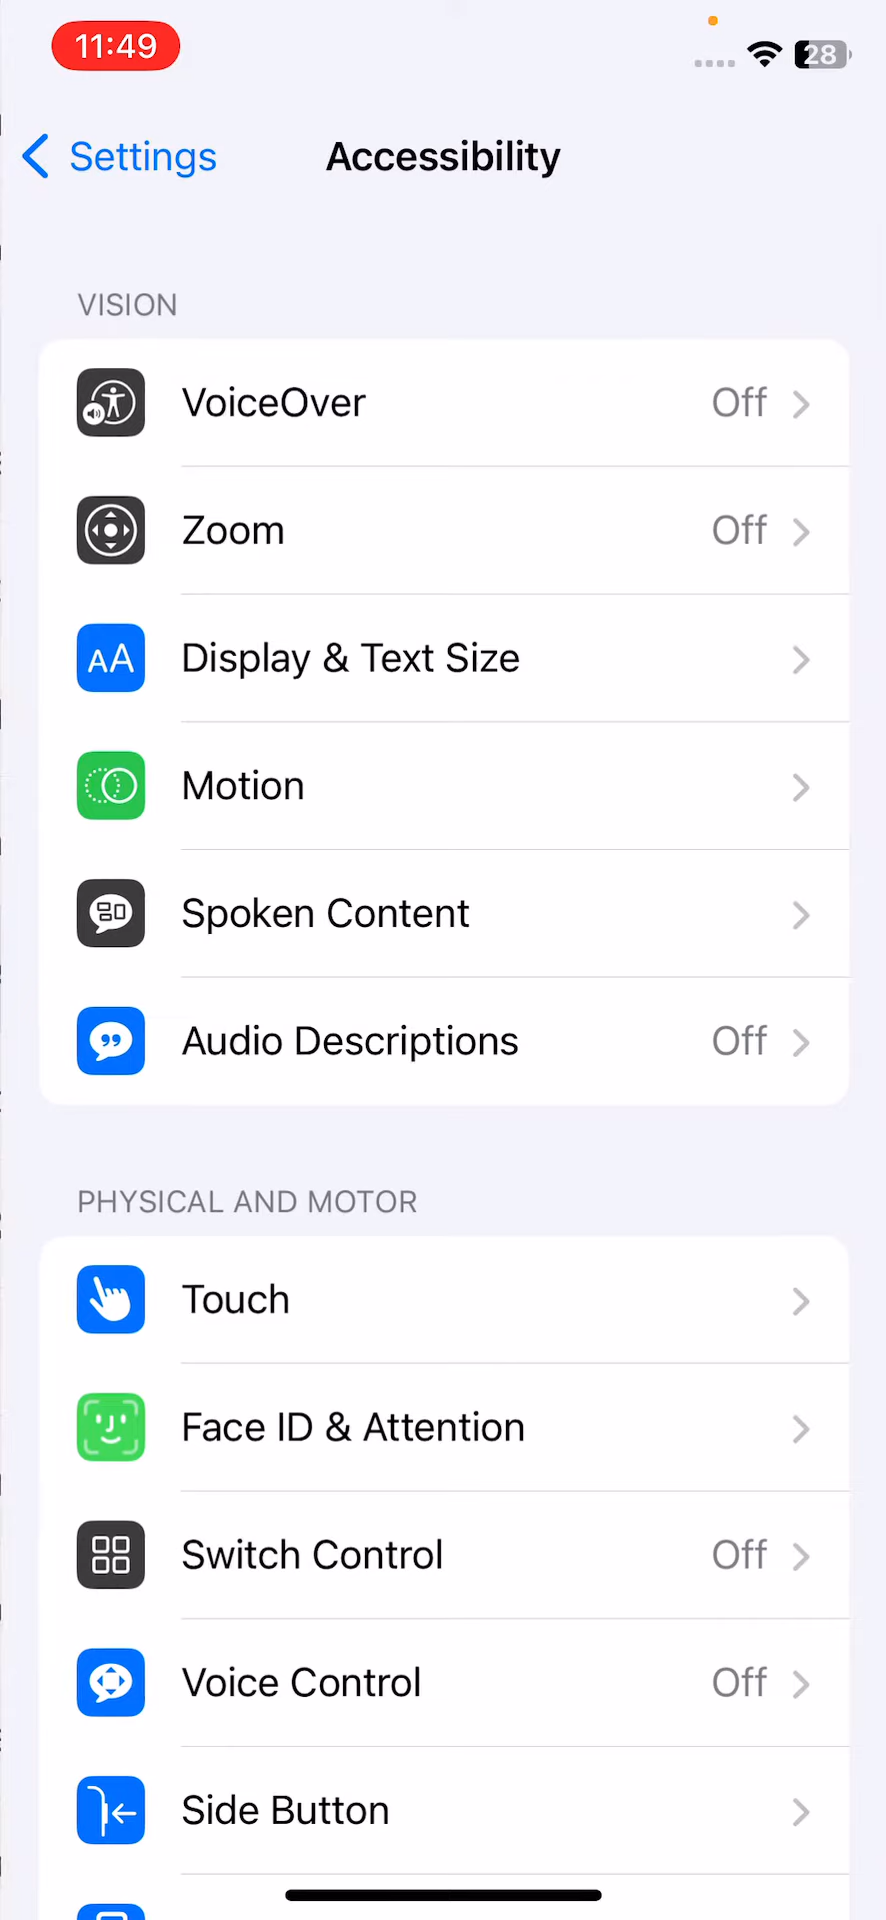 11:49
28
Settings
Accessibility
VISION
VoiceOver Off
Zoom Off
AA Display & Text Size
Motion
Spoken Content
Audio Descriptions Off
PHYSICAL AND MOTOR
Touch
Face ID & Attention
Switch Control Off
Voice Control Off
Side Button